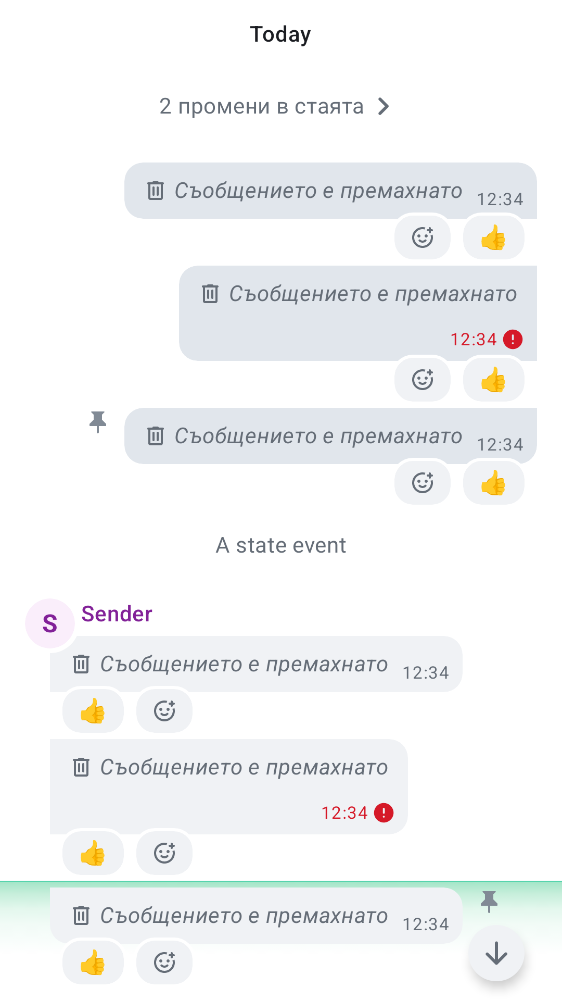 Today
2 промени в стаята
Съобщението е премахнато 12:34
Съобщението е премахнато
12:34
Съобщението е премахнато 12:34
A state event
S Sender
Съобщението е премахнато 12:34
Съобщението е премахнато
12:34
Съобщението е премахнато 12:34